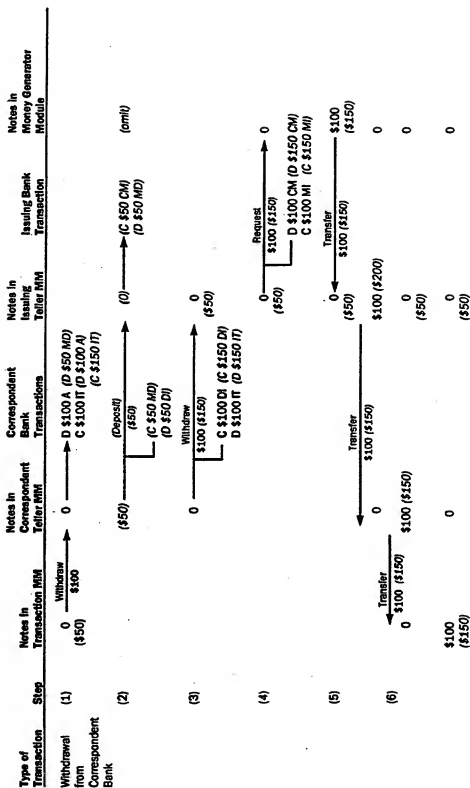 Type of Transaction
Step
Notes in Transaction MM
Notes in Correspondent Teller MM
Correspondent Bank Transactions
Notes in Issuing Teller MM
Issuing Bank Transaction
Notes in Money Generator Module
Withdrawal from Correspondent Bank
(1)
0
($50)
Withdraw
$100
0
D $100 A (D $50 MD)
C $100 IT (D $100 A)
(C $150 IT)
(2)
($50)
(Deposit)
($50)
(C $50 MD)
(D $50 DI)
(0)
(C $50 CM)
(D $50 MD)
(omit)
(3)
0
Withdraw
$100 ($150)
C $100 DI (C $150 DI)
D $100 IT (D $150 IT)
0
($50)
(4)
0
($50)
Request
$100 ($150)
D $100 CM (D $150 CM)
C $100 MI (C $150 MI)
0
(5)
0
($50)
Transfer
$100 ($150)
$100
($150)
$100 ($200)
0
Transfer
$100 ($150)
(6)
0
$100 ($150)
0
($50)
0
Transfer
$100 ($150)
0
$100
($150)
0
0
($50)
0